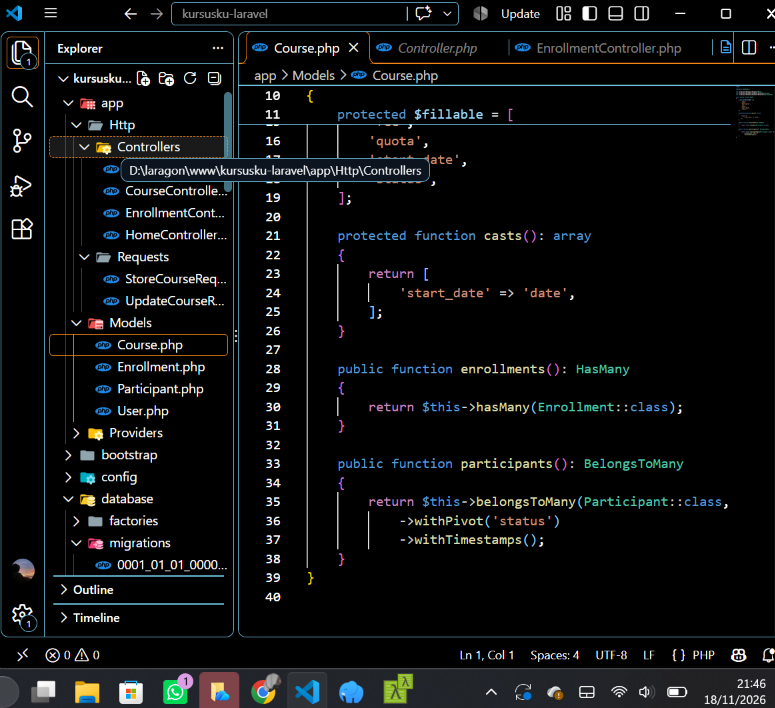 kursusku-laravel
Update
Explorer
Course.php
Controller.php
EnrollmentController.php
kursusku...
app > Models > Course.php
app
Http
Controllers
D:\laragon\www\kursusku-laravel\app\Http\Controllers
CourseControlle...
EnrollmentCont...
HomeController...
Requests
StoreCourseReq...
UpdateCourseR...
Models
Course.php
Enrollment.php
Participant.php
User.php
Providers
bootstrap
config
database
factories
migrations
0001_01_01_0000...
Outline
Timeline
10 {
11 protected $fillable = [
16 'quota',
17 'start_date',
18 'status',
19 ];
20
21 protected function casts(): array
22 {
23 return [
24 'start_date' => 'date',
25 ];
26 }
27
28 public function enrollments(): HasMany
29 {
30 return $this->hasMany(Enrollment::class);
31 }
32
33 public function participants(): BelongsToMany
34 {
35 return $this->belongsToMany(Participant::class,
36 ->withPivot('status')
37 ->withTimestamps();
38 }
39 }
40
0 0
Ln 1, Col 1 Spaces: 4 UTF-8 LF { } PHP
21:46
18/11/2026